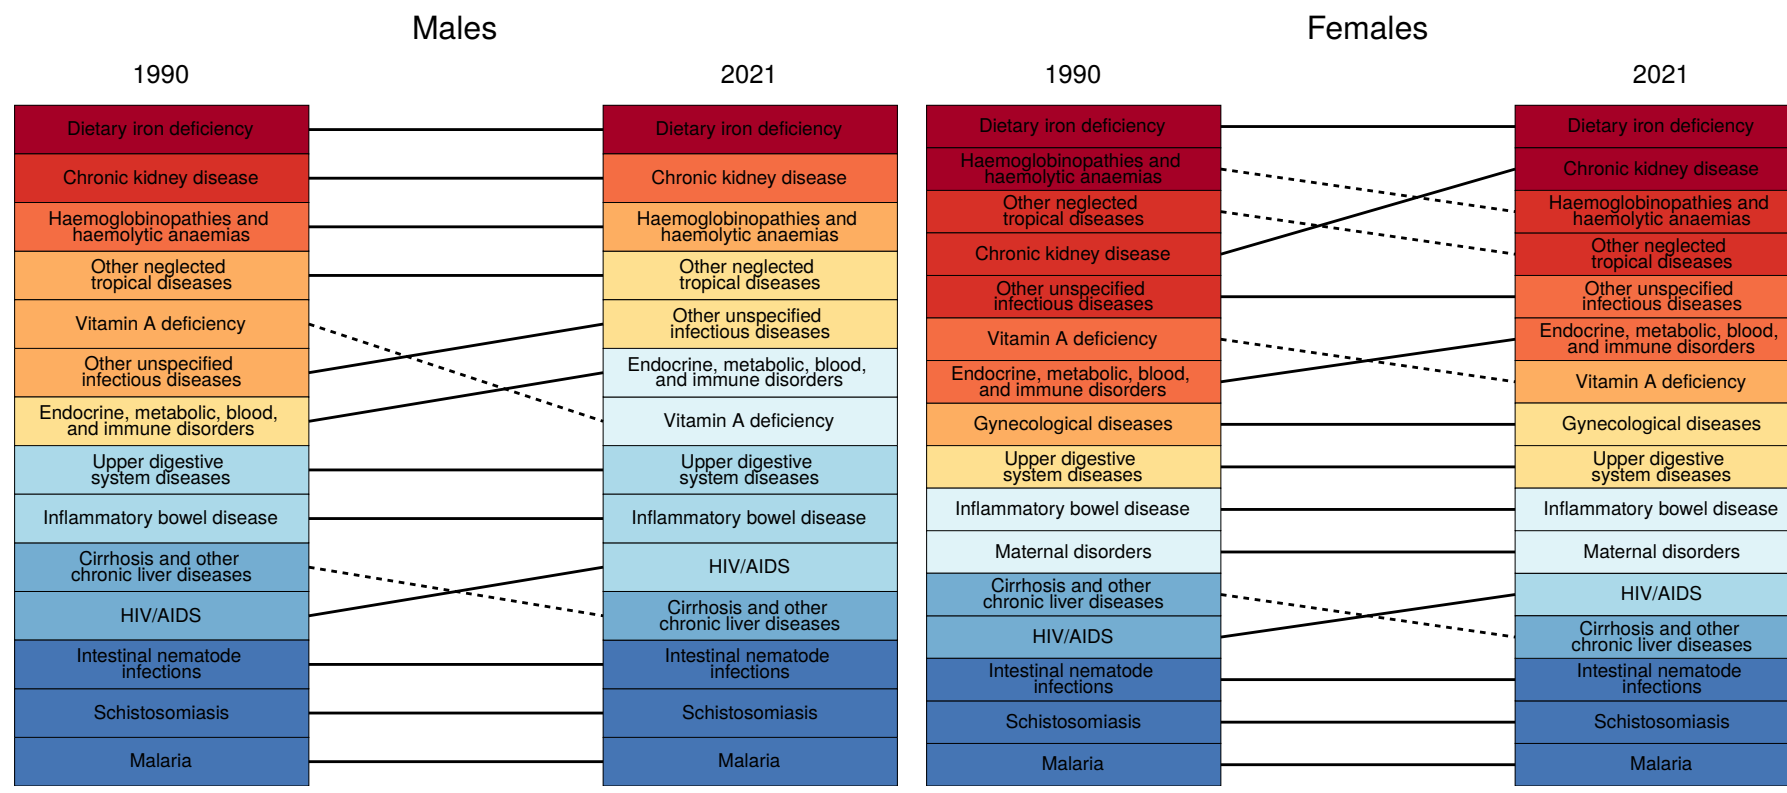 Males
1990
2021
Dietary iron deficiency
Chronic kidney disease
Haemoglobinopathies and
haemolytic anaemias
Other neglected
tropical diseases
Vitamin A deficiency
Other unspecified
infectious diseases
Endocrine, metabolic, blood,
and immune disorders
Upper digestive
system diseases
Inflammatory bowel disease
Cirrhosis and other
chronic liver diseases
HIV/AIDS
Intestinal nematode
infections
Schistosomiasis
Malaria
Dietary iron deficiency
Chronic kidney disease
Haemoglobinopathies and
haemolytic anaemias
Other neglected
tropical diseases
Other unspecified
infectious diseases
Endocrine, metabolic, blood,
and immune disorders
Vitamin A deficiency
Upper digestive
system diseases
Inflammatory bowel disease
HIV/AIDS
Cirrhosis and other
chronic liver diseases
Intestinal nematode
infections
Schistosomiasis
Malaria
Females
1990
2021
Dietary iron deficiency
Haemoglobinopathies and
haemolytic anaemias
Other neglected
tropical diseases
Chronic kidney disease
Other unspecified
infectious diseases
Vitamin A deficiency
Endocrine, metabolic, blood,
and immune disorders
Gynecological diseases
Upper digestive
system diseases
Inflammatory bowel disease
Maternal disorders
Cirrhosis and other
chronic liver diseases
HIV/AIDS
Intestinal nematode
infections
Schistosomiasis
Malaria
Dietary iron deficiency
Chronic kidney disease
Haemoglobinopathies and
haemolytic anaemias
Other neglected
tropical diseases
Other unspecified
infectious diseases
Endocrine, metabolic, blood,
and immune disorders
Vitamin A deficiency
Gynecological diseases
Upper digestive
system diseases
Inflammatory bowel disease
Maternal disorders
HIV/AIDS
Cirrhosis and other
chronic liver diseases
Intestinal nematode
infections
Schistosomiasis
Malaria